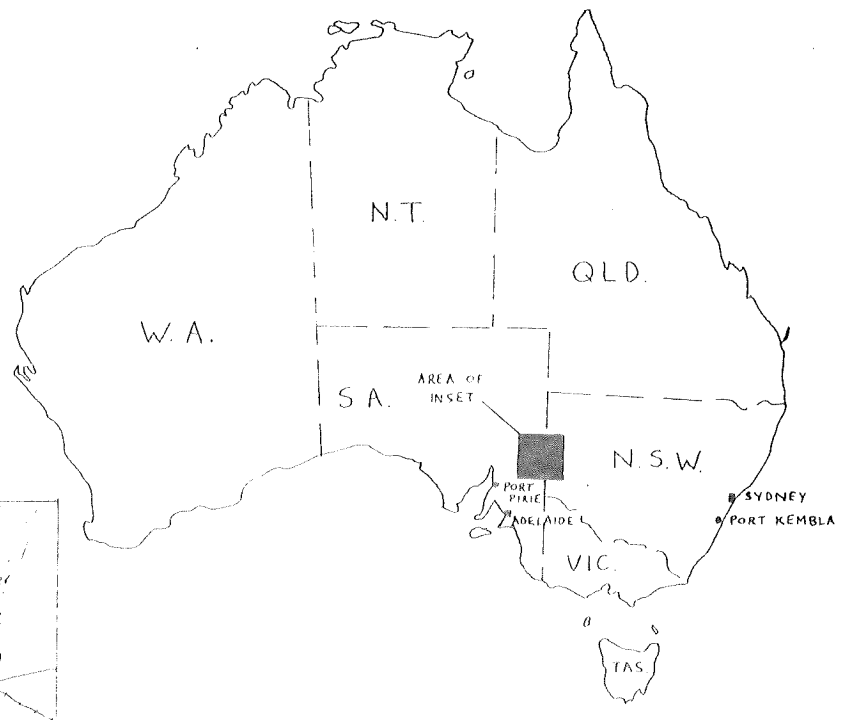 N.T.
QLD.
W.A.
AREA OF
INSET
S A.
N.S.W.
PORT
PIRIE
SYDNEY
ADELAIDE
PORT KEMBLA
VIC.
TAS.